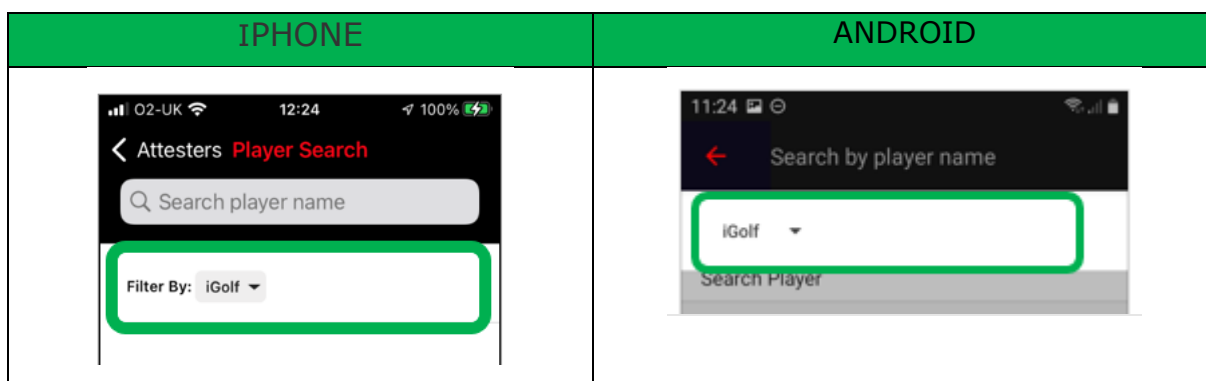 IPHONE
ANDROID
O2-UK 12:24 100%
Attesters Player Search
Search player name
Filter By: iGolf
11:24
Search by player name
iGolf
Search Player